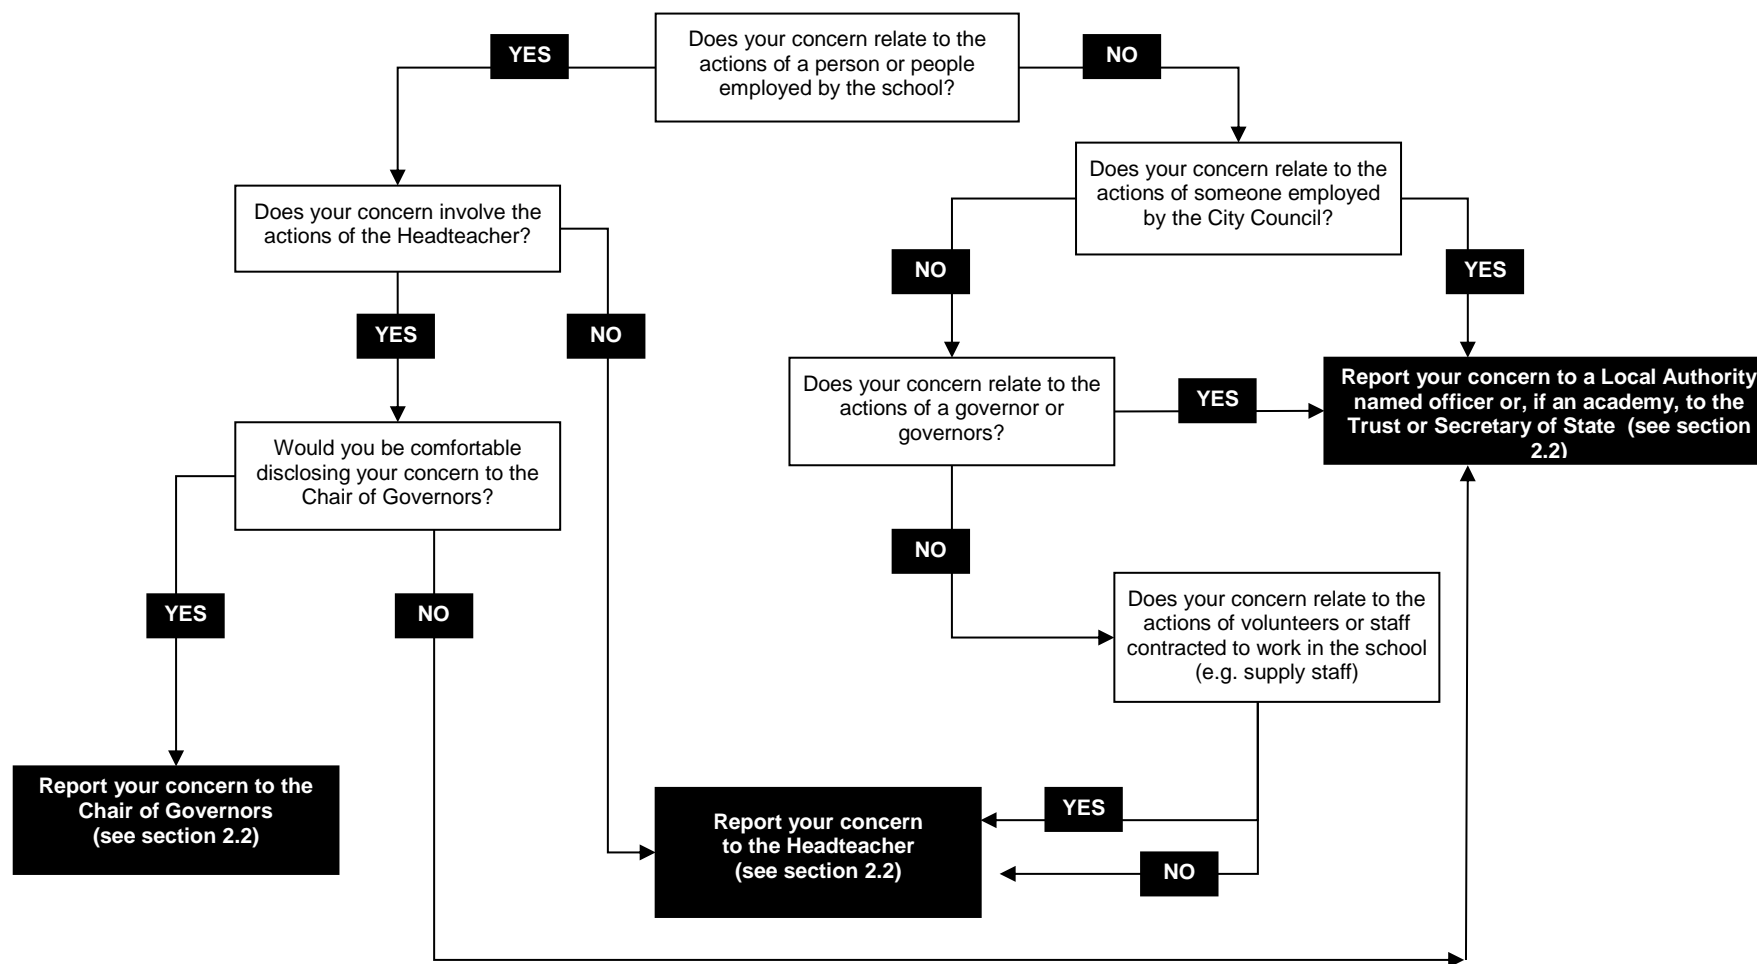 Does your concern relate to the
actions of a person or people
employed by the school?
YES
NO
Does your concern relate to the
actions of someone employed
by the City Council?
Does your concern involve the
actions of the Headteacher?
NO
YES
YES
NO
Does your concern relate to the
actions of a governor or
governors?
YES
Report your concern to a Local Authority
named officer or, if an academy, to the
Trust or Secretary of State (see section
2.2)
Would you be comfortable
disclosing your concern to the
Chair of Governors?
NO
YES
NO
Does your concern relate to the
actions of volunteers or staff
contracted to work in the school
(e.g. supply staff)
Report your concern to the
Chair of Governors
(see section 2.2)
Report your concern
to the Headteacher
(see section 2.2)
YES
NO